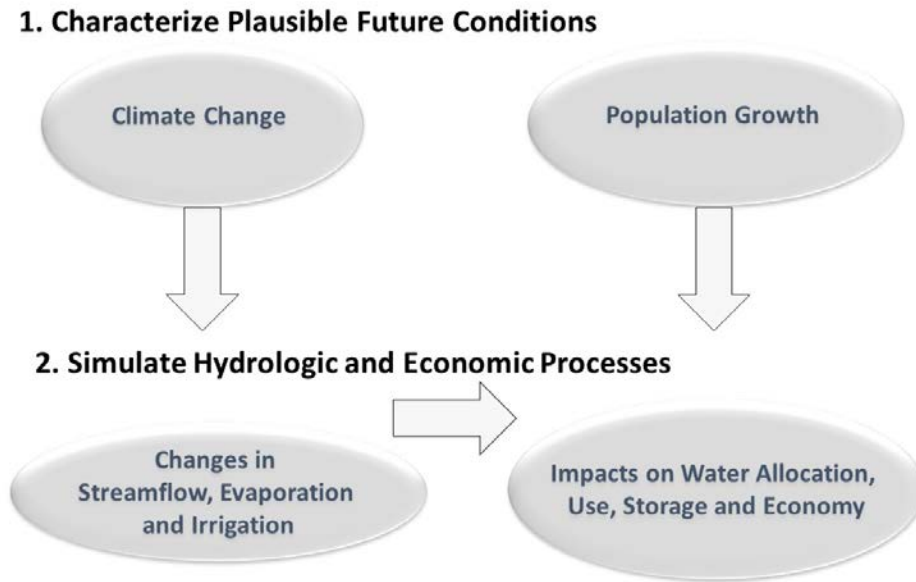 1. Characterize Plausible Future Conditions
Climate Change
Population Growth
2. Simulate Hydrologic and Economic Processes
Changes in
Streamflow, Evaporation
and Irrigation
Impacts on Water Allocation,
Use, Storage and Economy